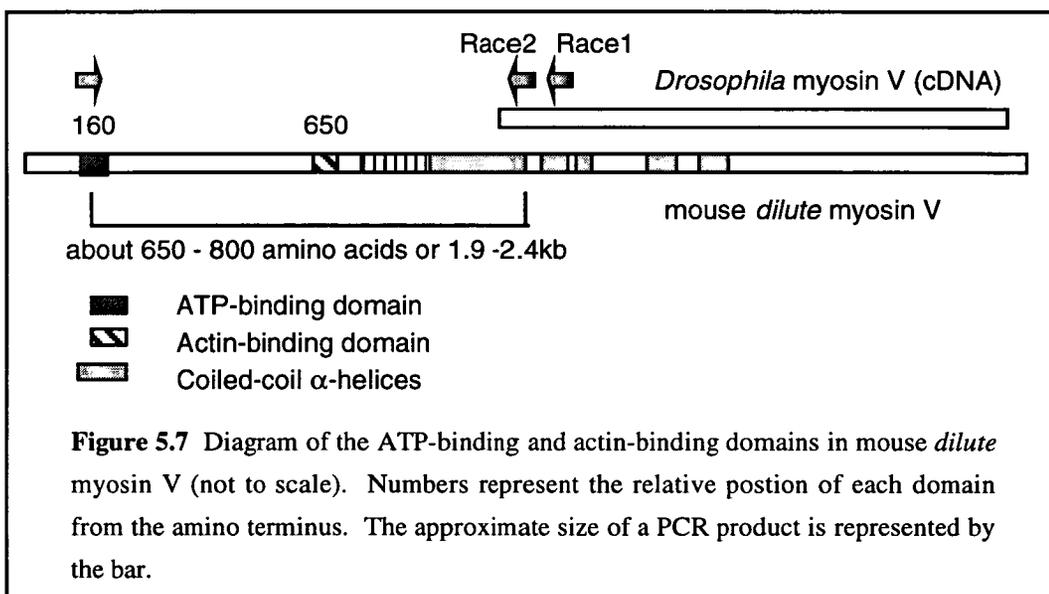 Race2 Race1
Drosophila myosin V (cDNA)
160 650
mouse dilute myosin V
about 650 - 800 amino acids or 1.9 -2.4kb
ATP-binding domain
Actin-binding domain
Coiled-coil α-helices
Figure 5.7 Diagram of the ATP-binding and actin-binding domains in mouse dilute
myosin V (not to scale). Numbers represent the relative postion of each domain
from the amino terminus. The approximate size of a PCR product is represented by
the bar.